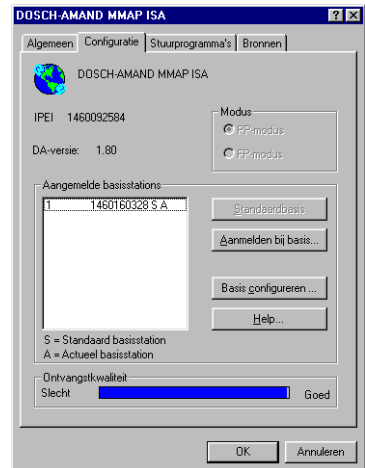 DOSCH-AMAND MMAP ISA
Algemeen Configuratie Stuurprogramma's Bronnen
DOSCH-AMAND MMAP ISA
IPEI 1460092584
DA-versie: 1.80
Modus
PP-modus
FP-modus
Aangemelde basisstations
1 1460160328 S A
Standaardbasis
Aanmelden bij basis...
Basis configureren ...
Help...
S = Standaard basisstation
A = Actueel basisstation
Ontvangstkwaliteit
Slecht Goed
OK Annuleren